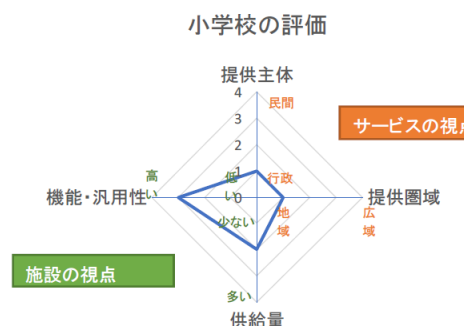 小学校の評価
提供主体
4
民間
3
サービスの視点
2
1
高い
低い
行政
機能・汎用性
0
提供圏域
少ない
地域
広域
施設の視点
多い
供給量